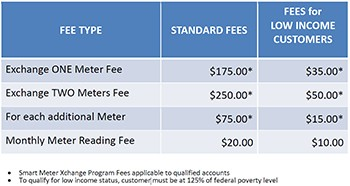 FEE TYPE STANDARD FEES FEES for LOW INCOME CUSTOMERS
Exchange ONE Meter Fee $175.00* $35.00*
Exchange TWO Meters Fee $250.00* $50.00*
For each additional Meter $75.00* $15.00*
Monthly Meter Reading Fee $20.00 $10.00
• Smart Meter Xchange Program Fees applicable to qualified accounts
• To qualify for low income status, customer must be at 125% of federal poverty level